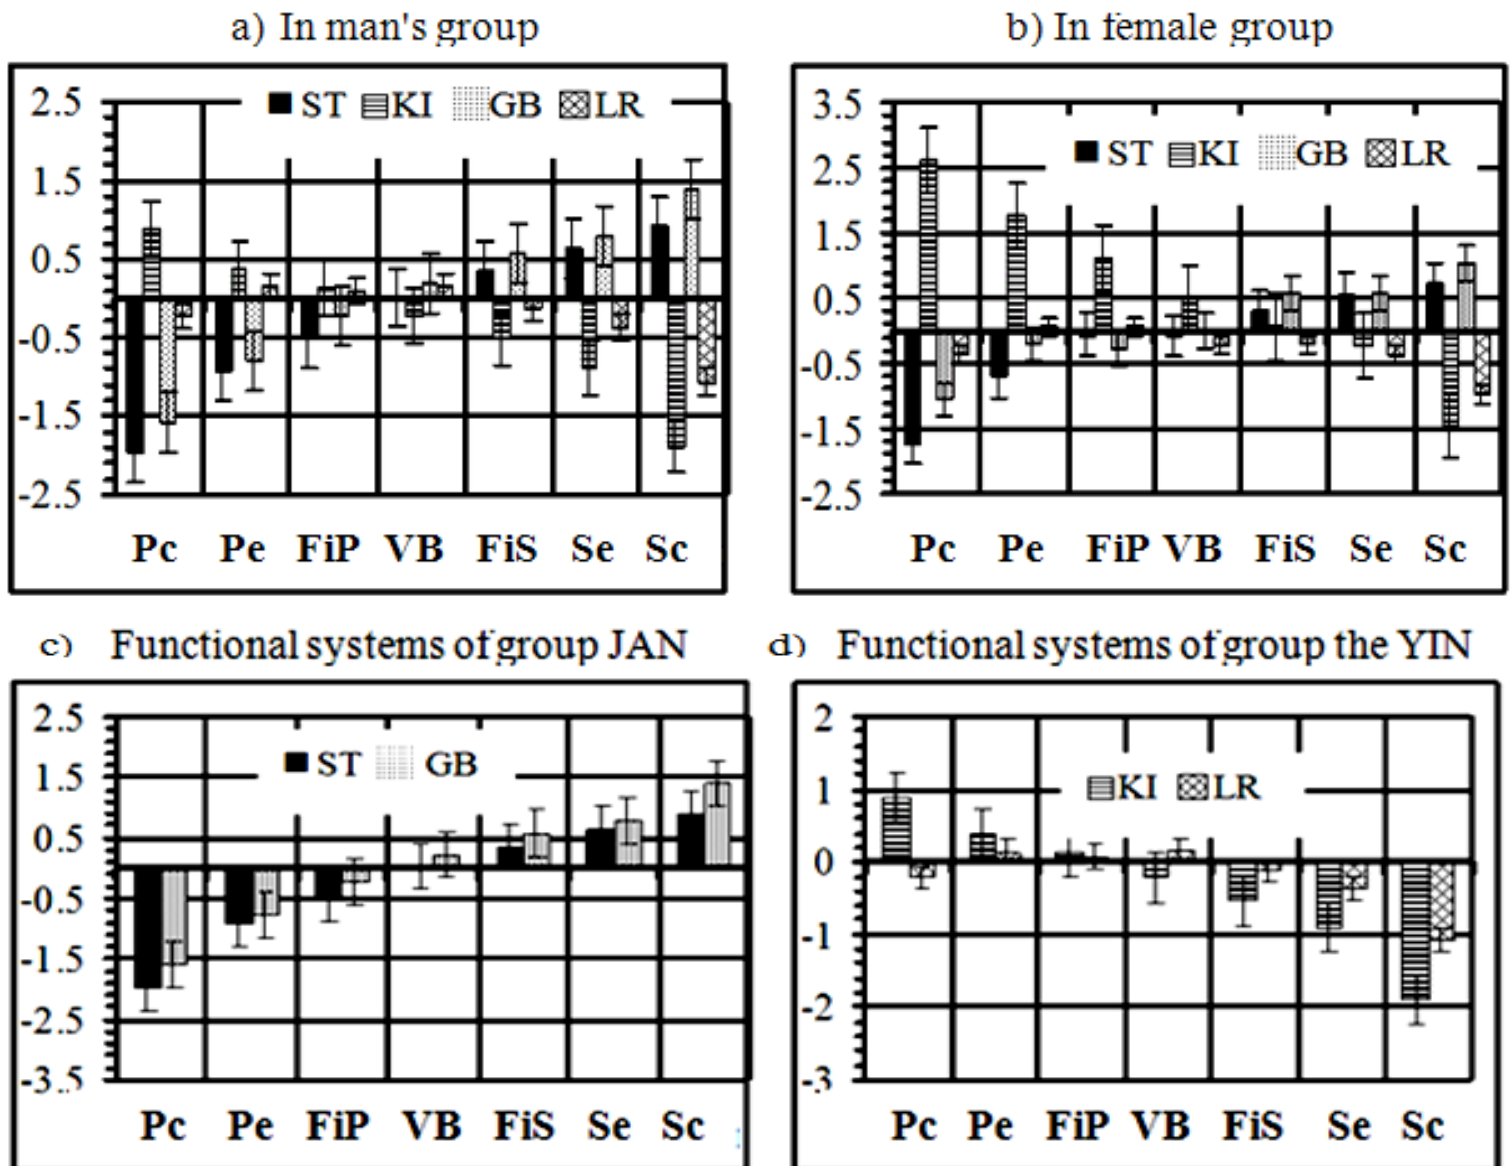 a) In man's group
b) In female group
2.5
1.5
0.5
-0.5
-1.5
-2.5
ST KI GB LR
Pc Pe FiP VB FiS Se Sc
3.5
2.5
1.5
0.5
-0.5
-1.5
-2.5
ST KI GB LR
Pc Pe FiP VB FiS Se Sc
c) Functional systems of group JAN
d) Functional systems of group the YIN
2.5
1.5
0.5
-0.5
-1.5
-2.5
-3.5
ST GB
Pc Pe FiP VB FiS Se Sc
2
1
0
-1
-2
-3
KI LR
Pc Pe FiP VB FiS Se Sc